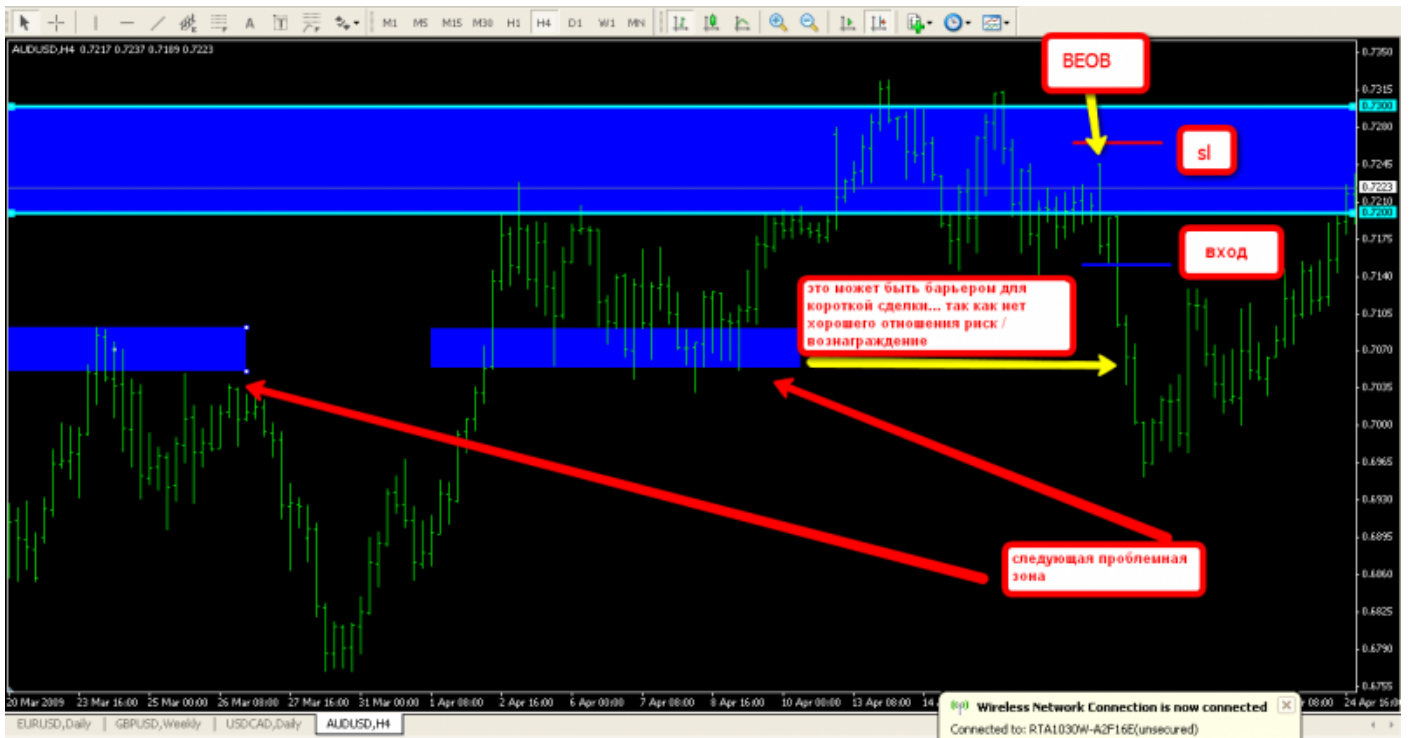 A T M1 M5 M15 M30 H1 H4 D1 W1 MN
AUDUSD,H4 0.7217 0.7237 0.7189 0.7223
BEOB
sl
вход
это может быть барьером для
короткой сделки... так как нет
хорошего отношения риск /
вознаграждение
следующая проблемная
зона
0.7350
0.7315
0.7300
0.7280
0.7245
0.7223
0.7210
0.7200
0.7175
0.7140
0.7105
0.7070
0.7035
0.7000
0.6965
0.6930
0.6895
0.6860
0.6825
0.6790
0.6755
20 Mar 2009 23 Mar 16:00 25 Mar 00:00 26 Mar 08:00 27 Mar 16:00 31 Mar 00:00 1 Apr 08:00 2 Apr 16:00 6 Apr 00:00 7 Apr 08:00 8 Apr 16:00 10 Apr 00:00 13 Apr 08:00 14 08:00 24 Apr 16:0
Wireless Network Connection is now connected
Connected to: RTA1030W-A2F16E(unsecured)
EURUSD,Daily GBPUSD,Weekly USDCAD,Daily AUDUSD,H4